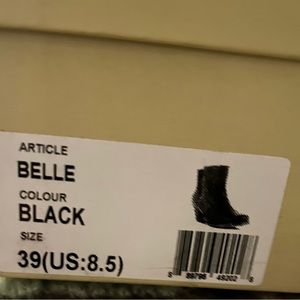 ARTICLE
BELLE
COLOUR
BLACK
SIZE
39(US:8.5)